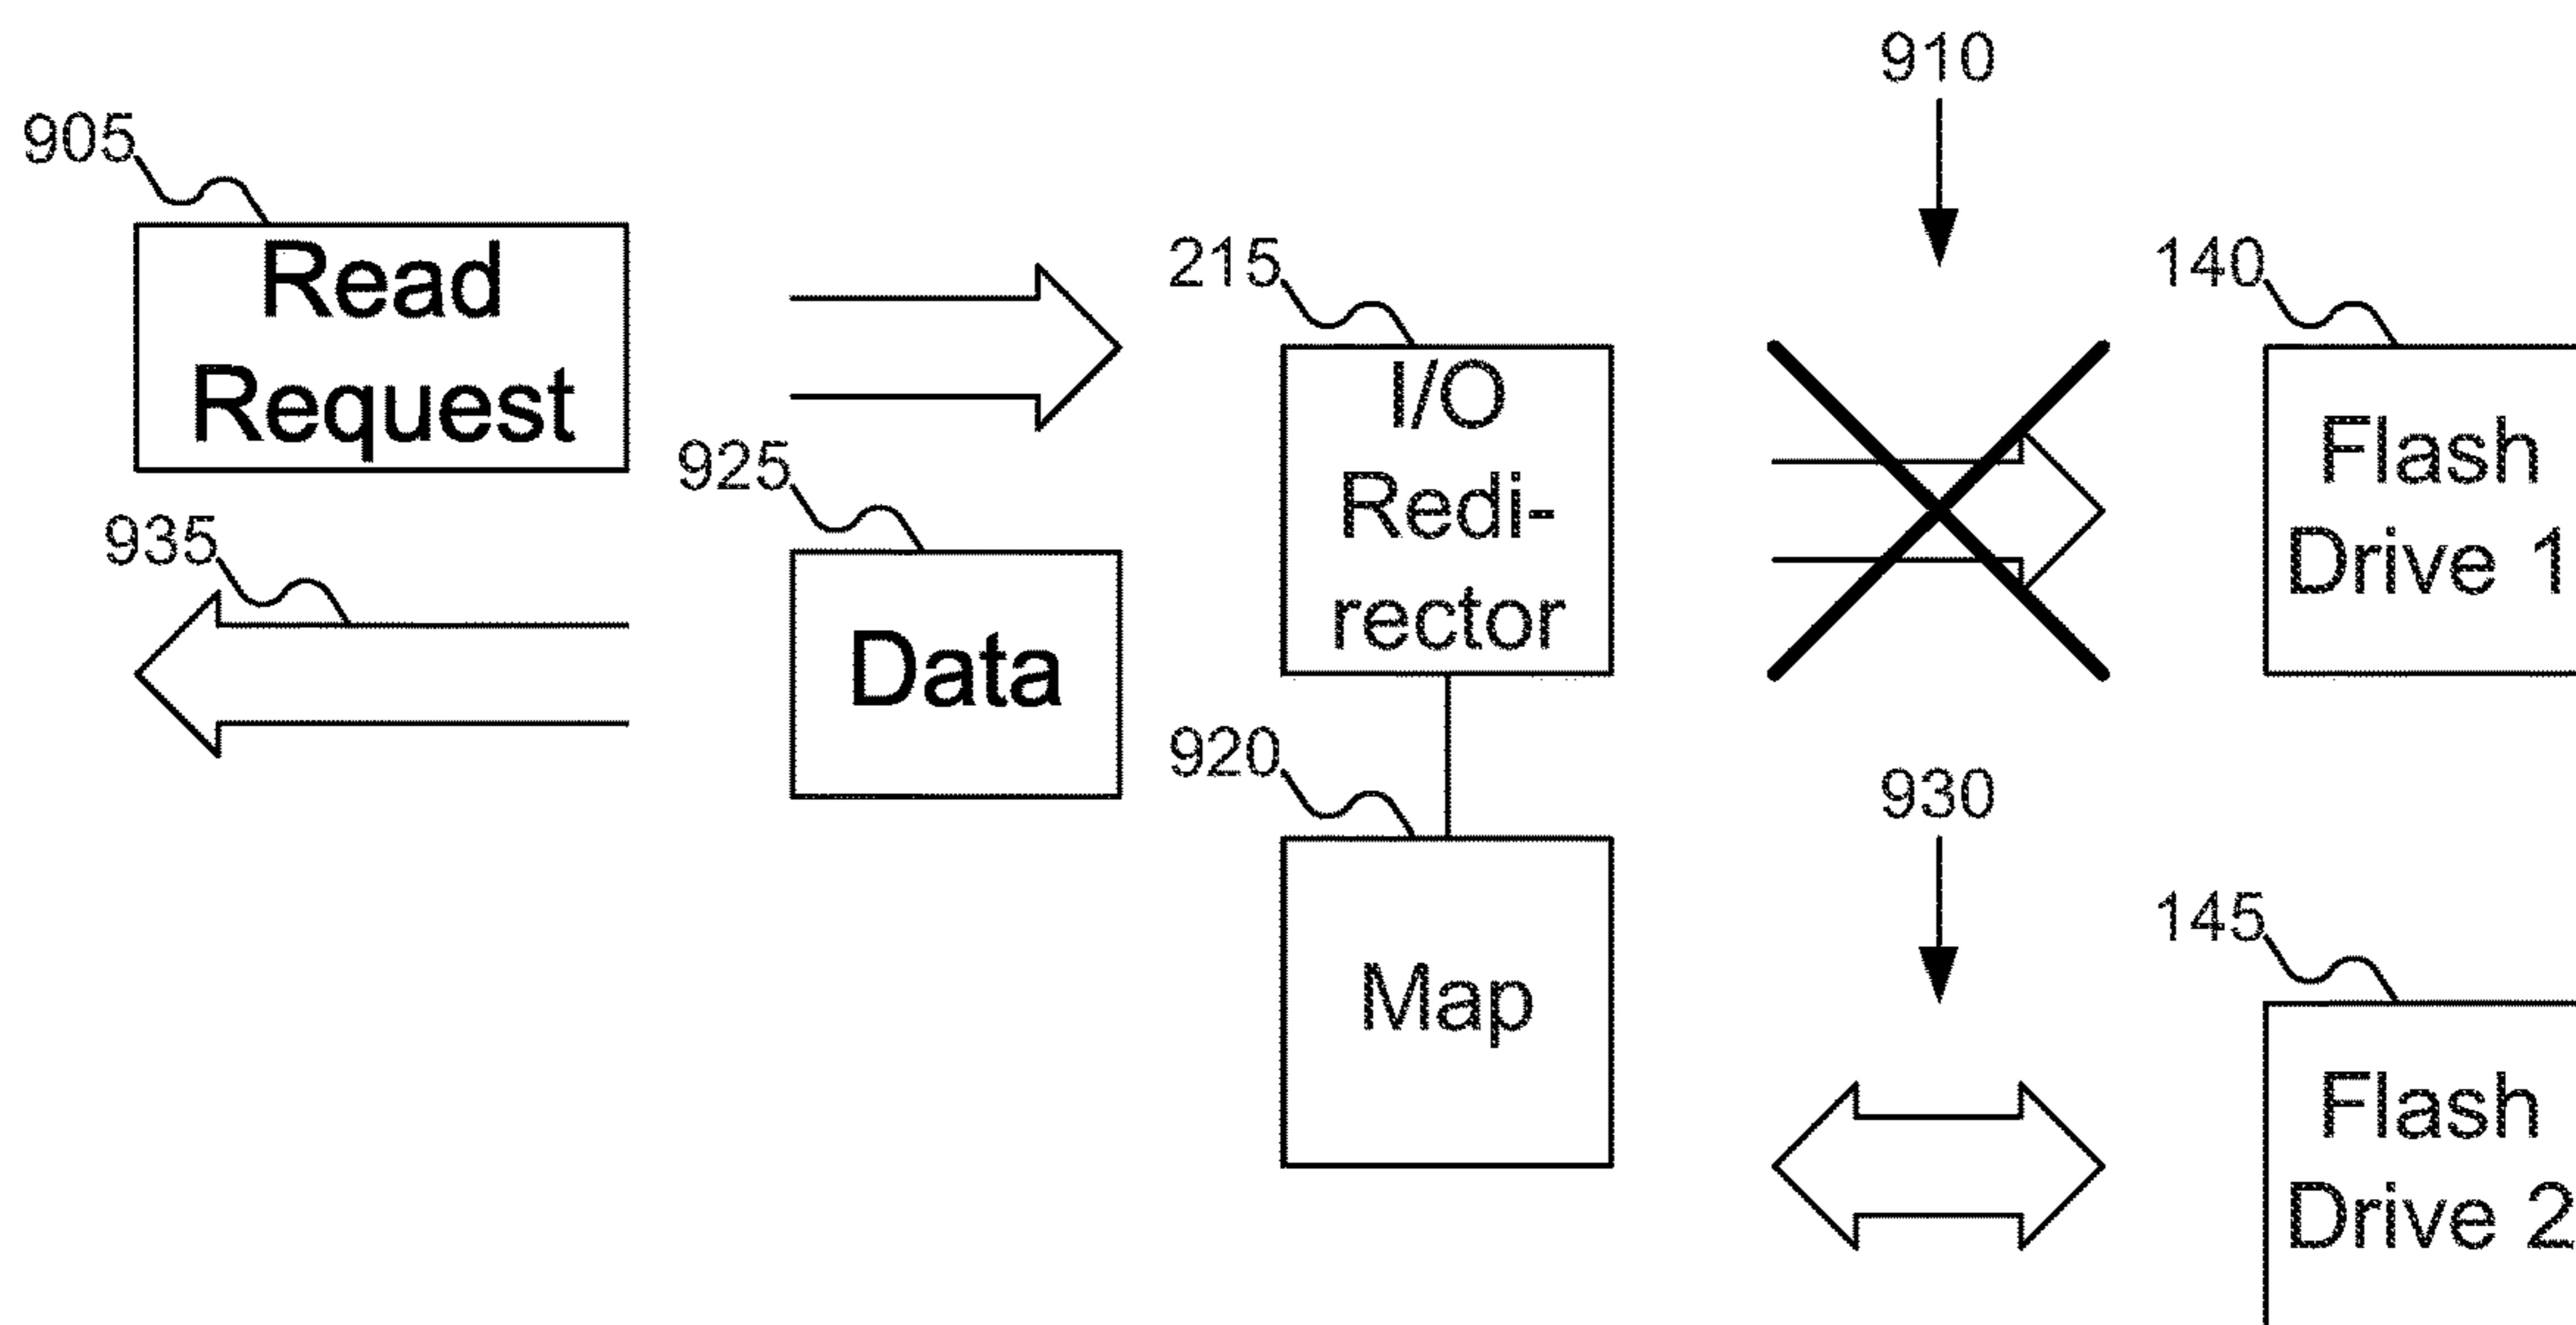 910
905
Read
Request
215
140
I/O
Redi-
rector
Flash
Drive 1
925
Data
935
920
Map
930
145
Flash
Drive 2